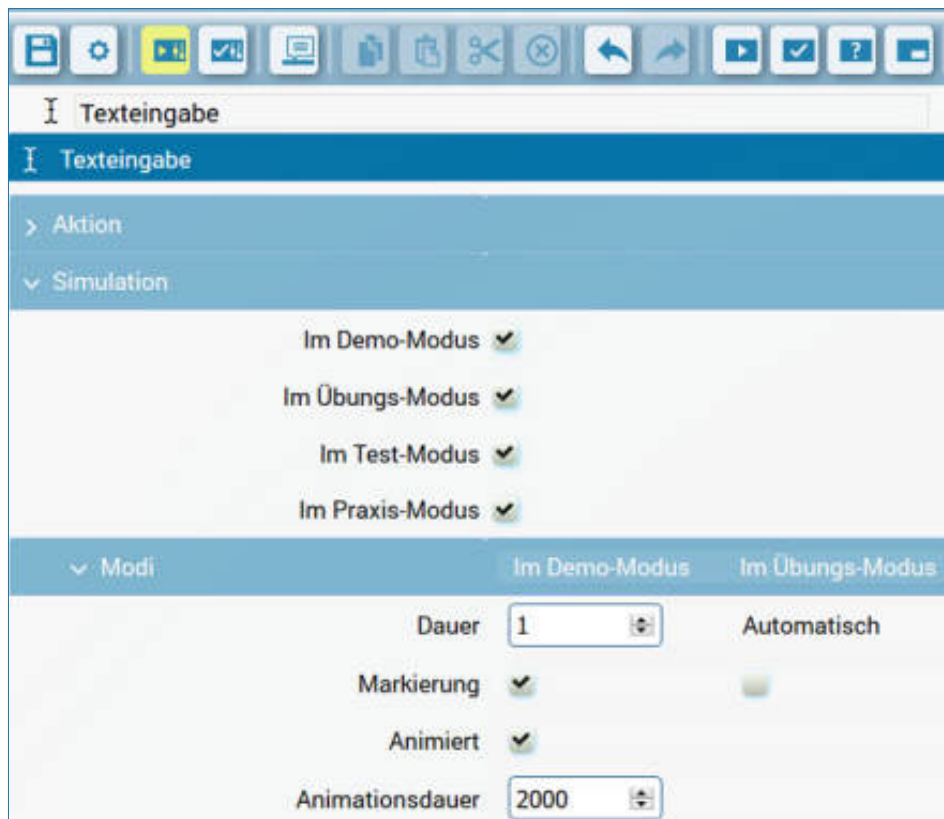 Texteingabe
Texteingabe
Aktion
Simulation
Im Demo-Modus
Im Übungs-Modus
Im Test-Modus
Im Praxis-Modus
Modi Im Demo-Modus Im Übungs-Modus
Dauer 1 Automatisch
Markierung
Animiert
Animationsdauer 2000